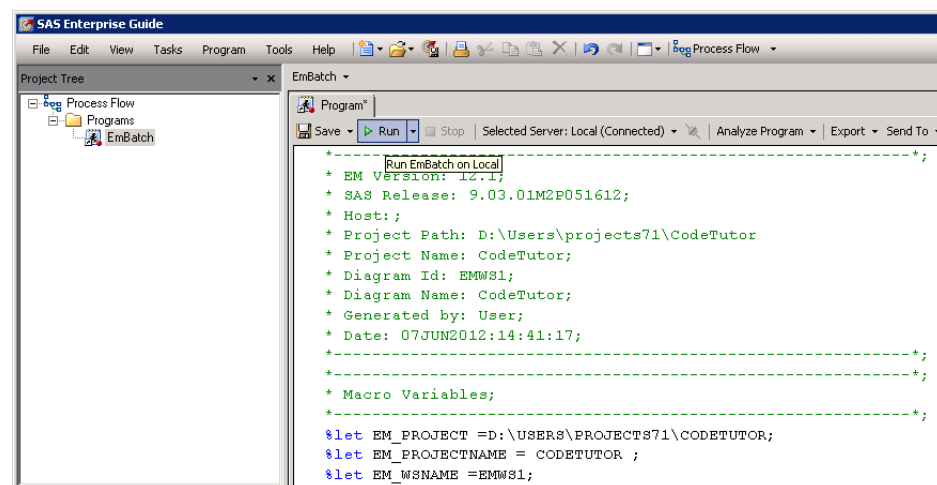 SAS Enterprise Guide
File Edit View Tasks Program Tools Help Process Flow
Project Tree
EmBatch
Process Flow
Programs
EmBatch
Program*
Save Run Stop Selected Server: Local (Connected) Analyze Program Export Send To
*------------------------------------------------------------*;
Run EmBatch on Local
* EM Version: 12.1;
* SAS Release: 9.03.01M2P051612;
* Host: ;
* Project Path: D:\Users\projects71\CodeTutor
* Project Name: CodeTutor;
* Diagram Id: EMWS1;
* Diagram Name: CodeTutor;
* Generated by: User;
* Date: 07JUN2012:14:41:17;
*------------------------------------------------------------*;
*------------------------------------------------------------*;
* Macro Variables;
*------------------------------------------------------------*;
%let EM_PROJECT =D:\USERS\PROJECTS71\CODETUTOR;
%let EM_PROJECTNAME = CODETUTOR ;
%let EM_WSNAME =EMWS1;